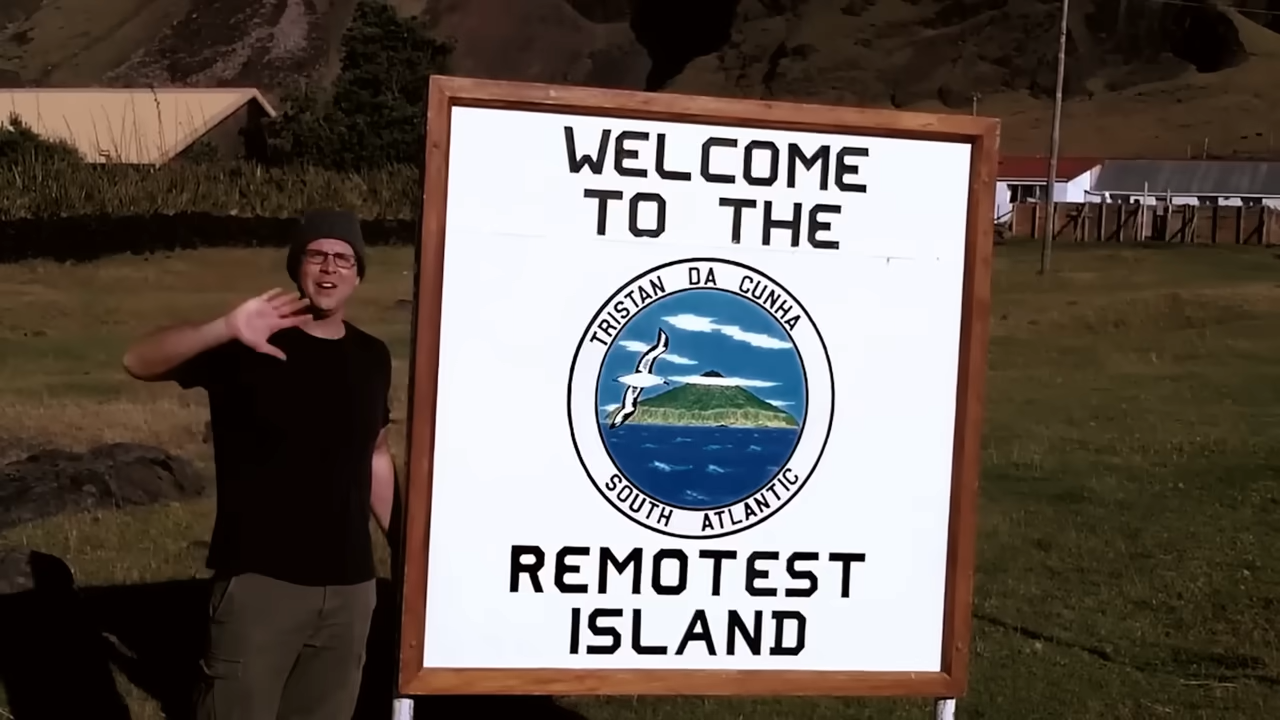 WELCOME
TO THE
TRISTAN DA CUNHA
SOUTH ATLANTIC
REMOTEST
ISLAND